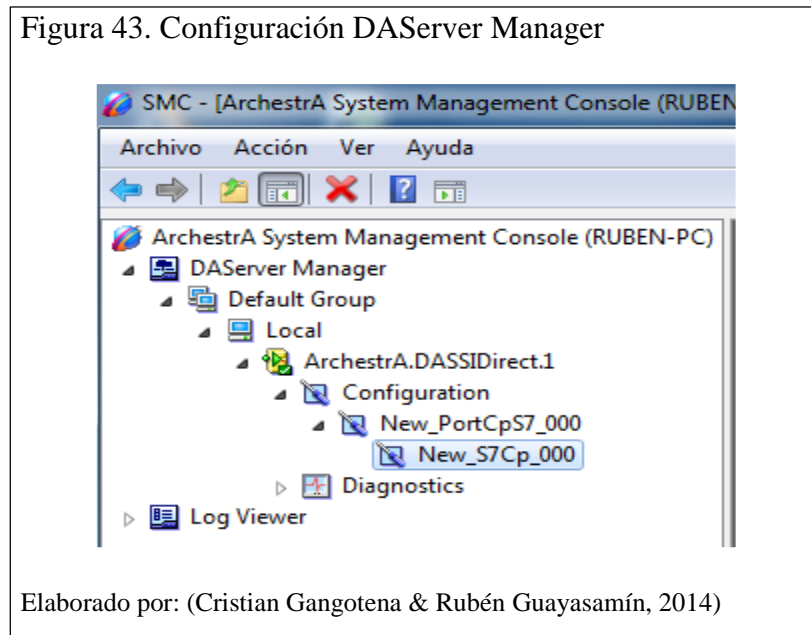 Figura 43. Configuración DAServer Manager
SMC - [ArchestrA System Management Console (RUBEN
Archivo Acción Ver Ayuda
ArchestrA System Management Console (RUBEN-PC)
DAServer Manager
Default Group
Local
ArchestrA.DASSIDirect.1
Configuration
New_PortCpS7_000
New_S7Cp_000
Diagnostics
Log Viewer
Elaborado por: (Cristian Gangotena & Rubén Guayasamín, 2014)